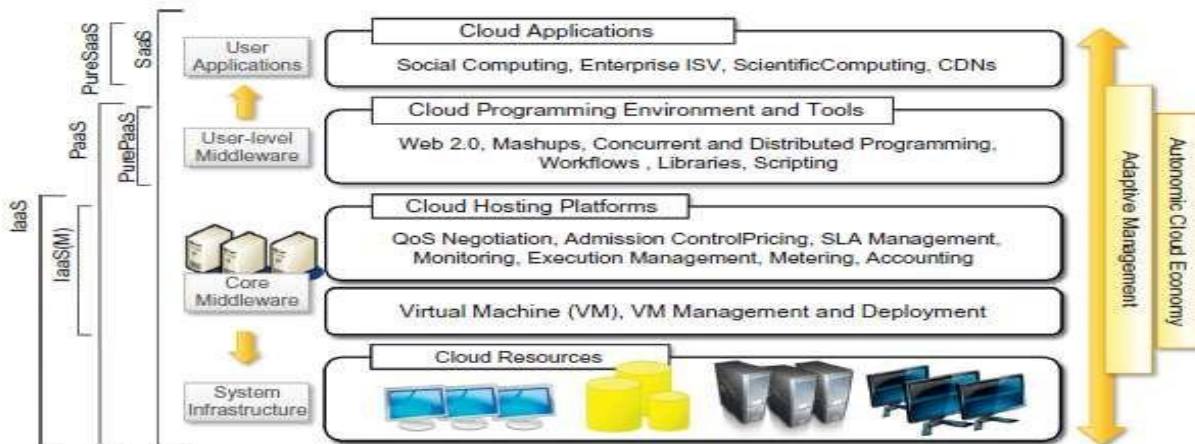 PureSaaS
SaaS
User
Applications
Cloud Applications
Social Computing, Enterprise ISV, ScientificComputing, CDNs
PaaS
PurePaaS
User-level
Middleware
Cloud Programming Environment and Tools
Web 2.0, Mashups, Concurrent and Distributed Programming,
Workflows , Libraries, Scripting
IaaS
IaaS(M)
Core
Middleware
Cloud Hosting Platforms
QoS Negotiation, Admission ControlPricing, SLA Management,
Monitoring, Execution Management, Metering, Accounting
Virtual Machine (VM), VM Management and Deployment
System
Infrastructure
Cloud Resources
Adaptive Management
Autonomic Cloud Economy